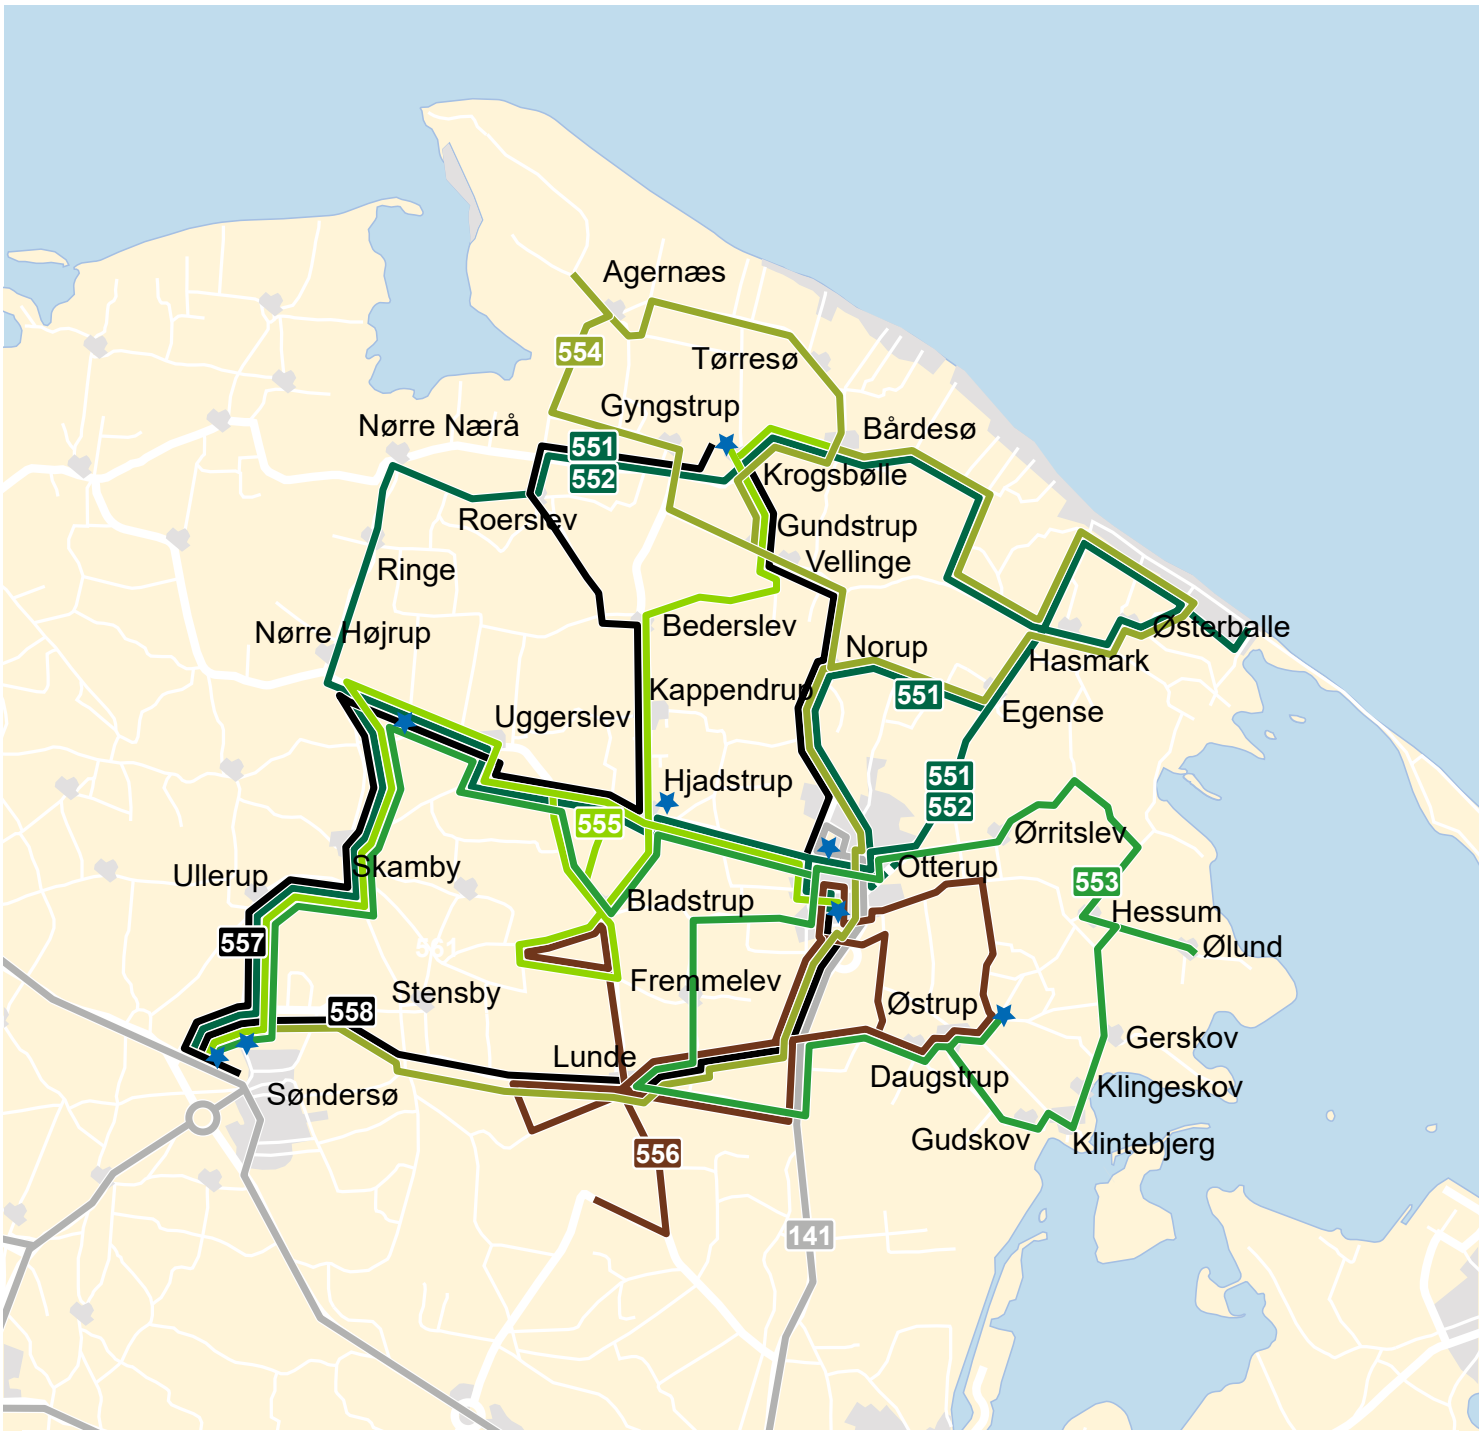 Agernæs
554
Tørresø
Gyngstrup
Nørre Nærå
Bårdesø
551
552
Krogsbølle
Roerslev
Gundstrup
Vellinge
Ringe
Nørre Højrup
Bederslev
Østerballe
Norup
Hasmark
Kappendrup
551
Uggerslev
Egense
Hjadstrup
551
552
555
Ørritslev
Skamby
Otterup
Ullerup
553
Bladstrup
Hessum
557
551
Ølund
Fremmelev
Stensby
Østrup
558
Gerskov
Lunde
Daugstrup
Klingeskov
Søndersø
Gudskov
Klintebjerg
556
141